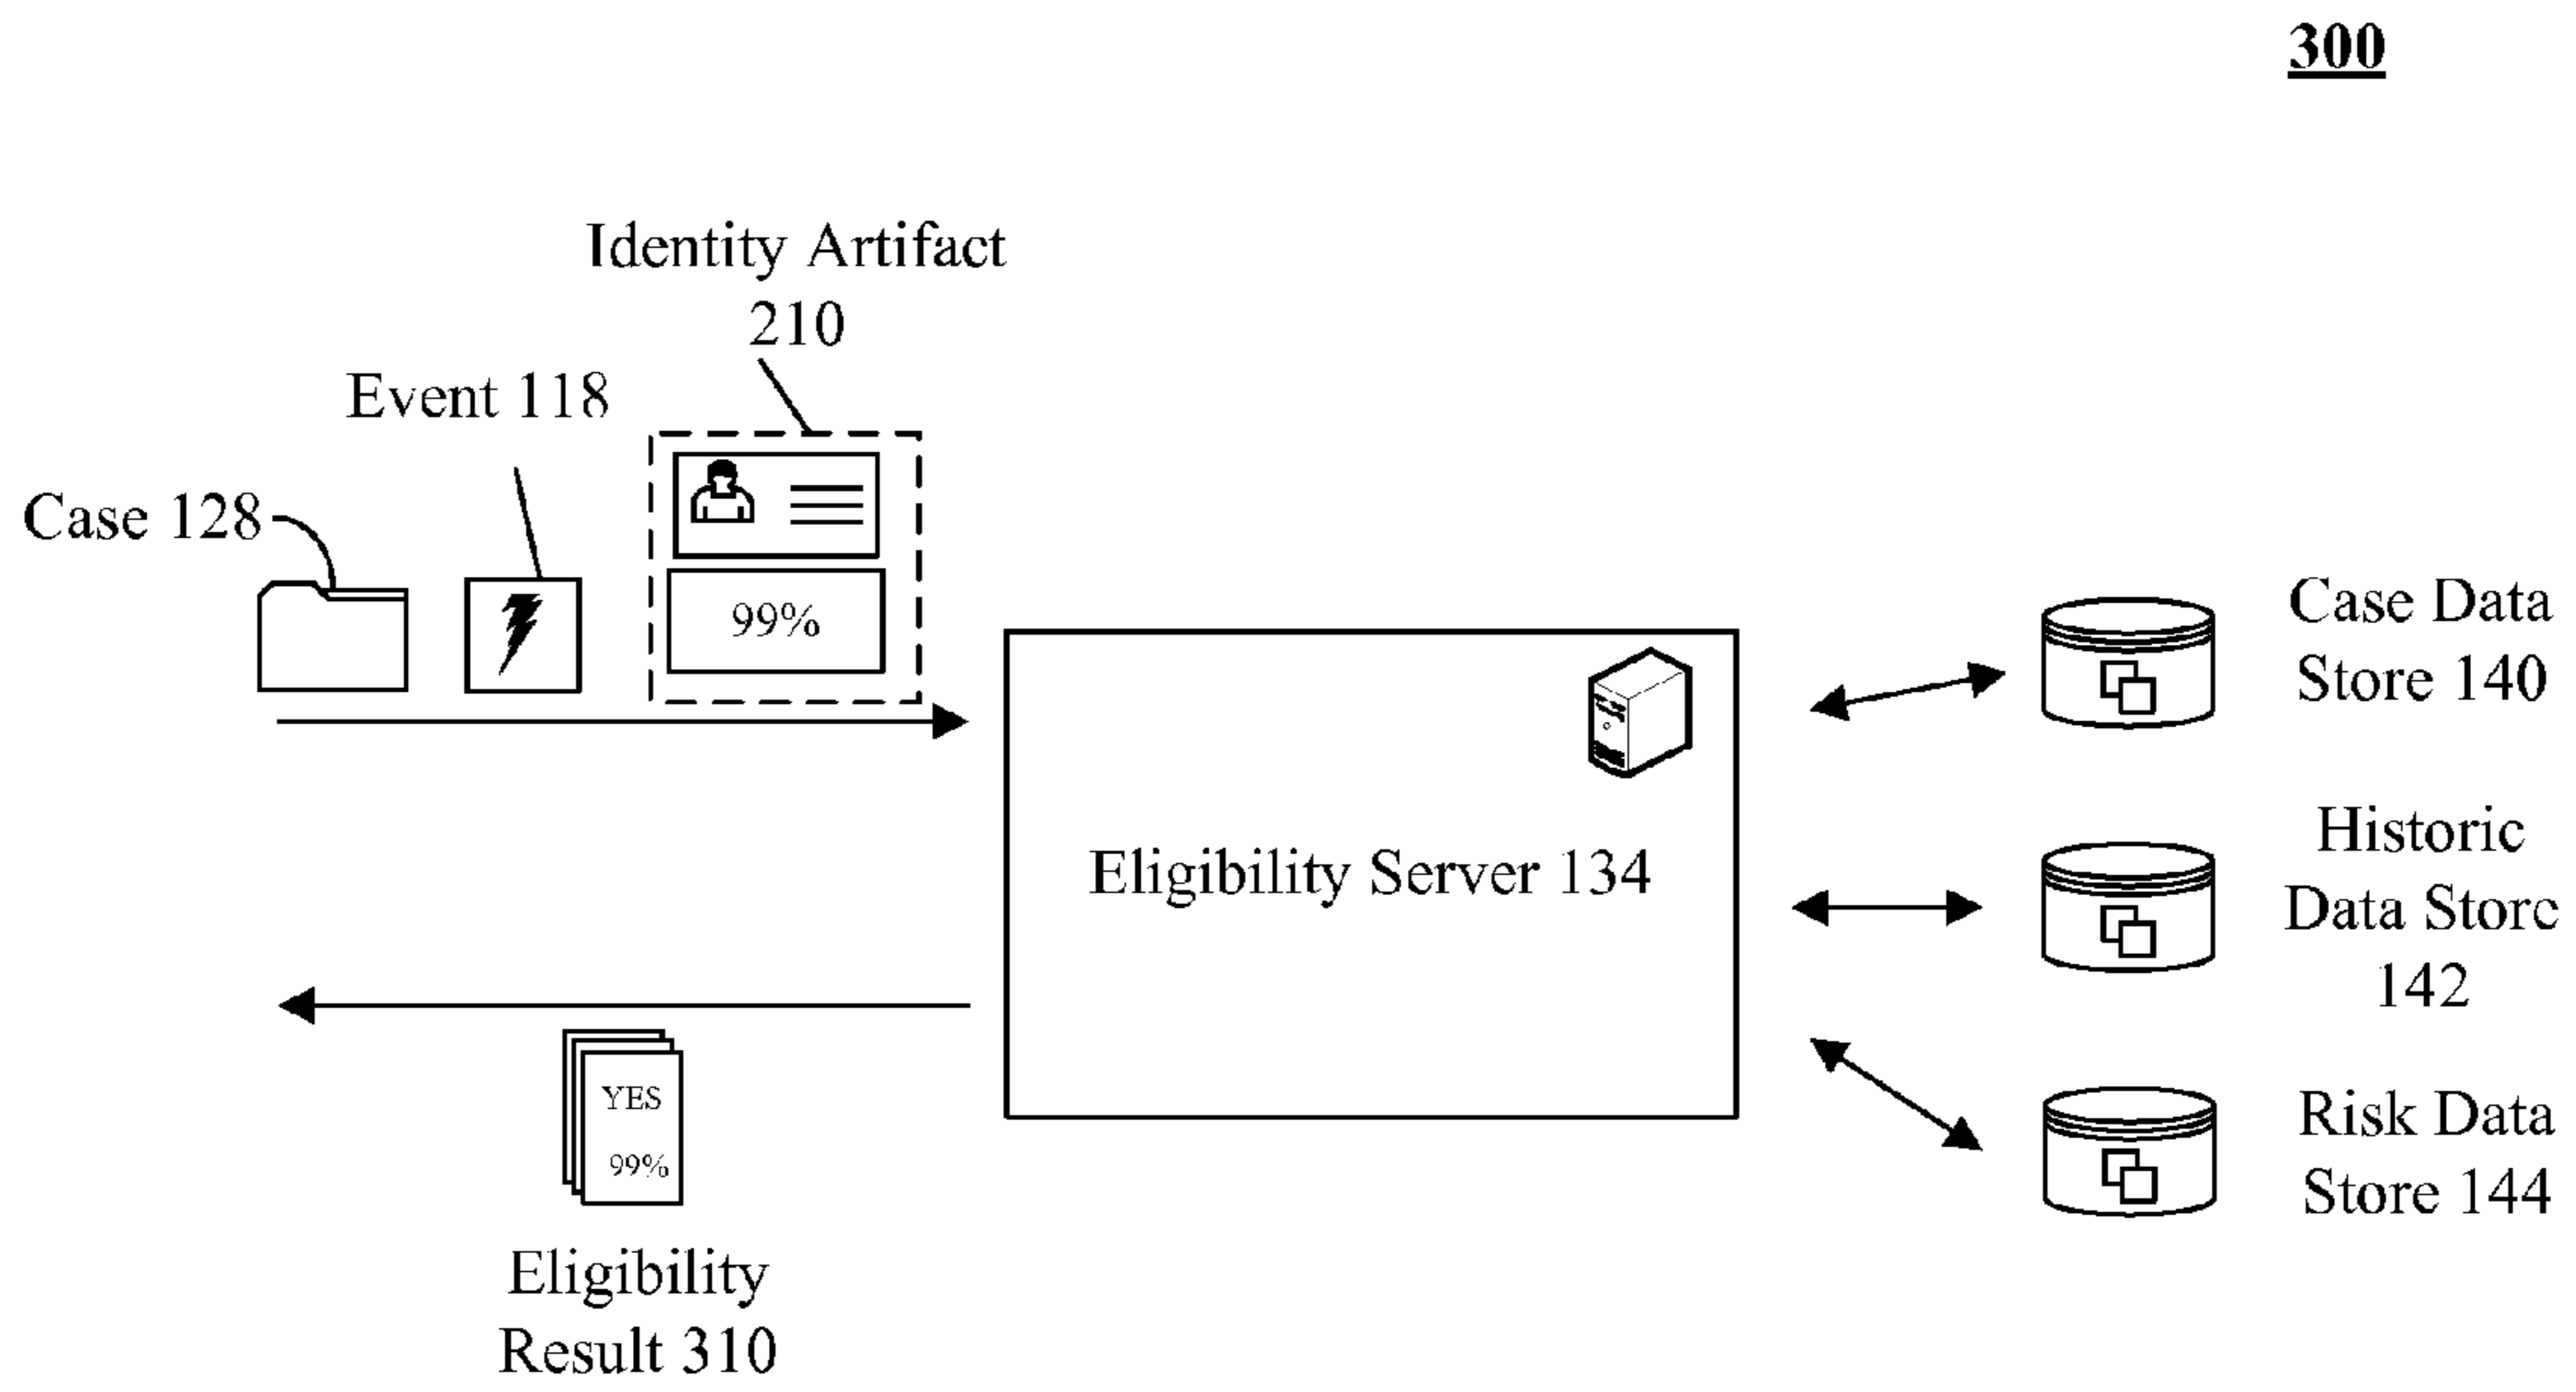 300
Identity Artifact
210
Event 118
Case 128
99%
Eligibility Server 134
Case Data
Store 140
Historic
Data Store
142
Risk Data
Store 144
YES
99%
Eligibility
Result 310